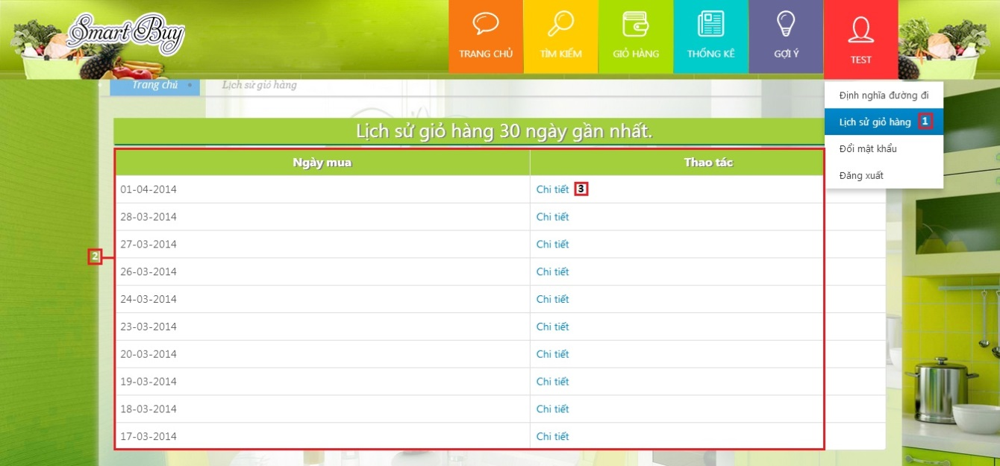 Smart Buy
TRANG CHỦ
TÌM KIẾM
GIỎ HÀNG
THỐNG KÊ
GỢI Ý
TEST
Trang chủ
Lịch sử giỏ hàng
Định nghĩa đường đi
Lịch sử giỏ hàng 1
Đổi mật khẩu
Đăng xuất
Lịch sử giỏ hàng 30 ngày gần nhất.
Ngày mua Thao tác
01-04-2014 Chi tiết 3
28-03-2014 Chi tiết
27-03-2014 Chi tiết
2
26-03-2014 Chi tiết
24-03-2014 Chi tiết
23-03-2014 Chi tiết
20-03-2014 Chi tiết
19-03-2014 Chi tiết
18-03-2014 Chi tiết
17-03-2014 Chi tiết